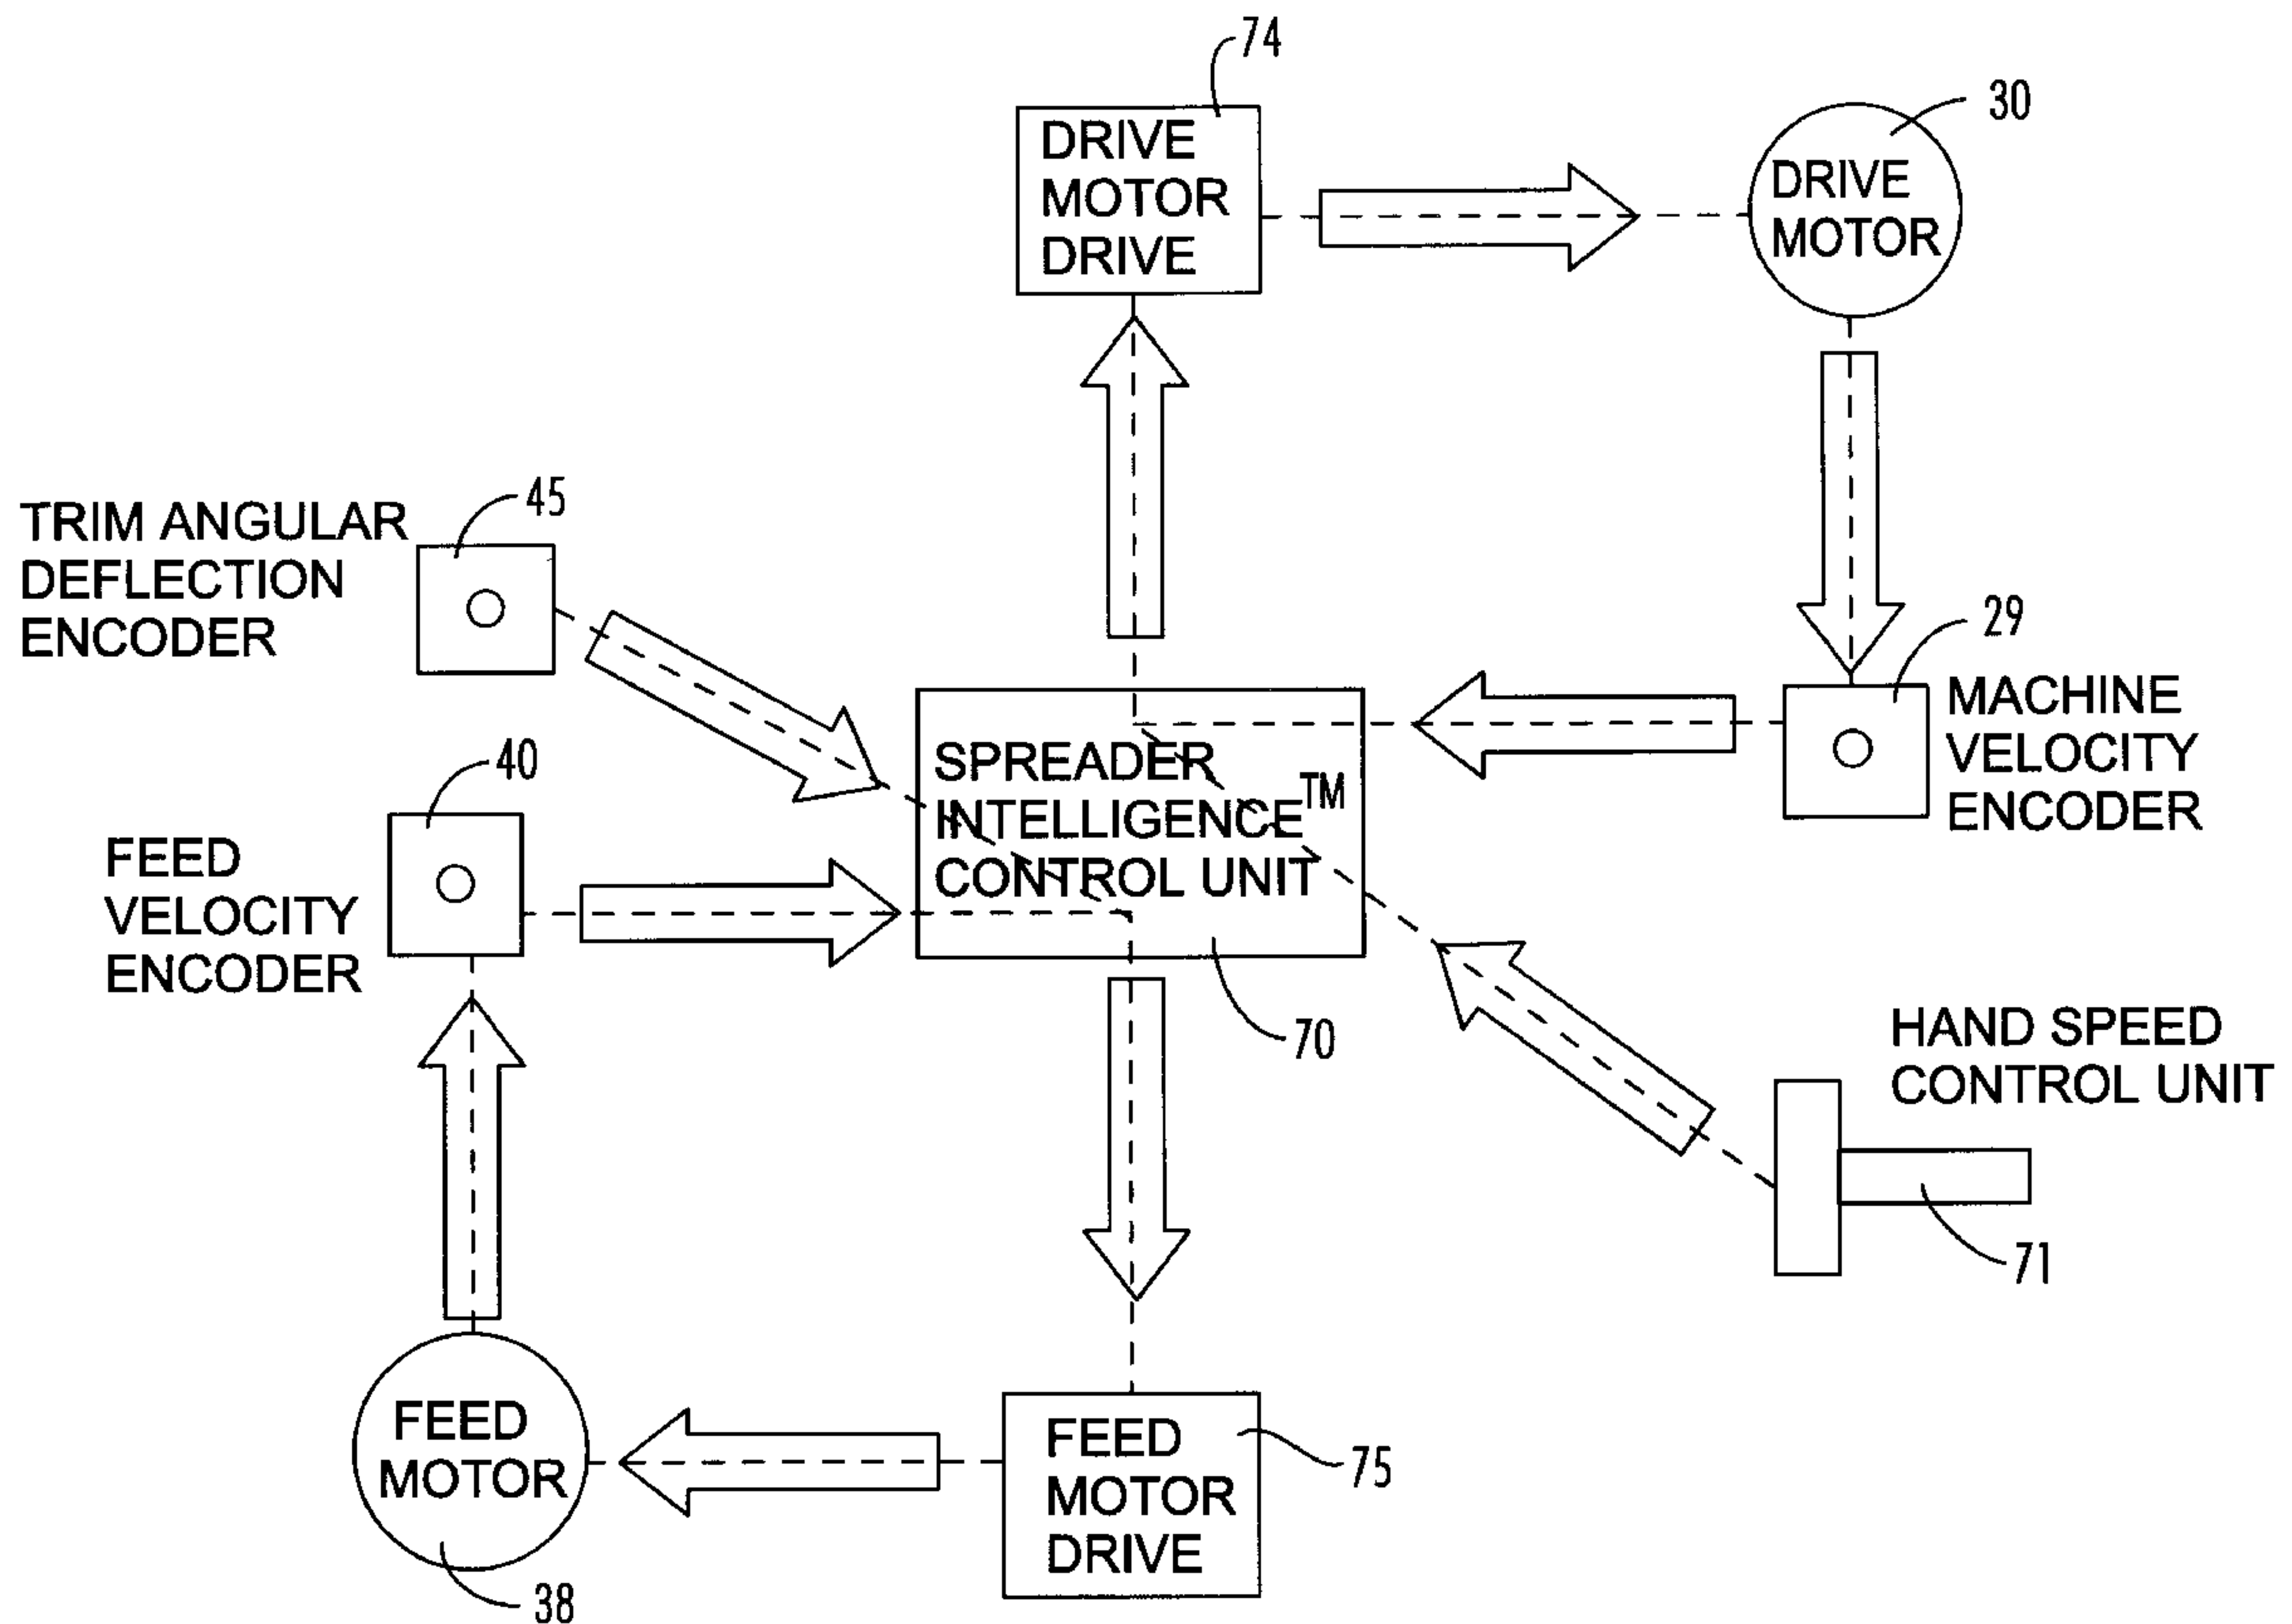 74
DRIVE
MOTOR
DRIVE
30
DRIVE
MOTOR
45
TRIM ANGULAR
DEFLECTION
ENCODER
29
MACHINE
VELOCITY
ENCODER
SPREADER
INTELLIGENCE™
CONTROL UNIT
70
40
FEED
VELOCITY
ENCODER
HAND SPEED
CONTROL UNIT
71
FEED
MOTOR
38
FEED
MOTOR
DRIVE
75